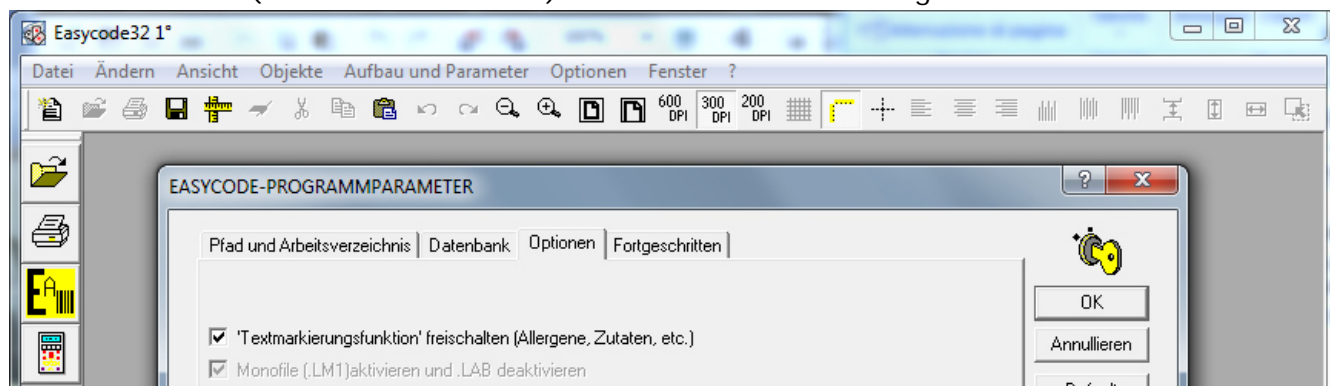 Easycode32 1°
Datei Ändern Ansicht Objekte Aufbau und Parameter Optionen Fenster ?
600 DPI 300 DPI 200 DPI
EASYCODE-PROGRAMMPARAMETER
Pfad und Arbeitsverzeichnis Datenbank Optionen Fortgeschritten
OK
'Textmarkierungsfunktion' freischalten (Allergene, Zutaten, etc.)
Annullieren
Monofile (.LM1)aktivieren und .LAB deaktivieren